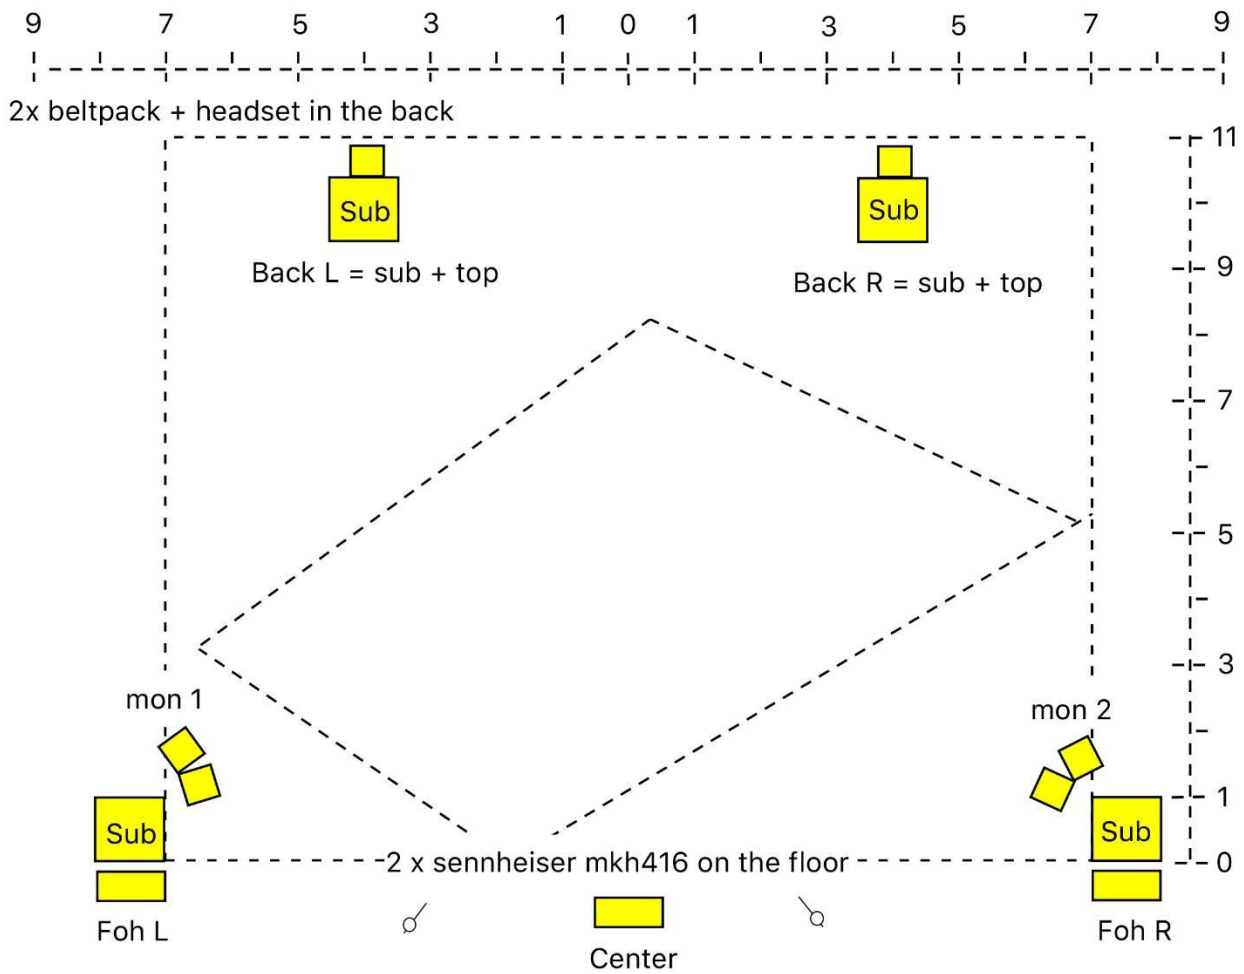 9 7 5 3 1 0 1 3 5 7 9
2x beltpack + headset in the back
11
Sub
Sub
Back L = sub + top
Back R = sub + top
9
7
5
3
mon 1
mon 2
1
Sub
Sub
2 x sennheiser mkh416 on the floor
0
Foh L
Foh R
Center